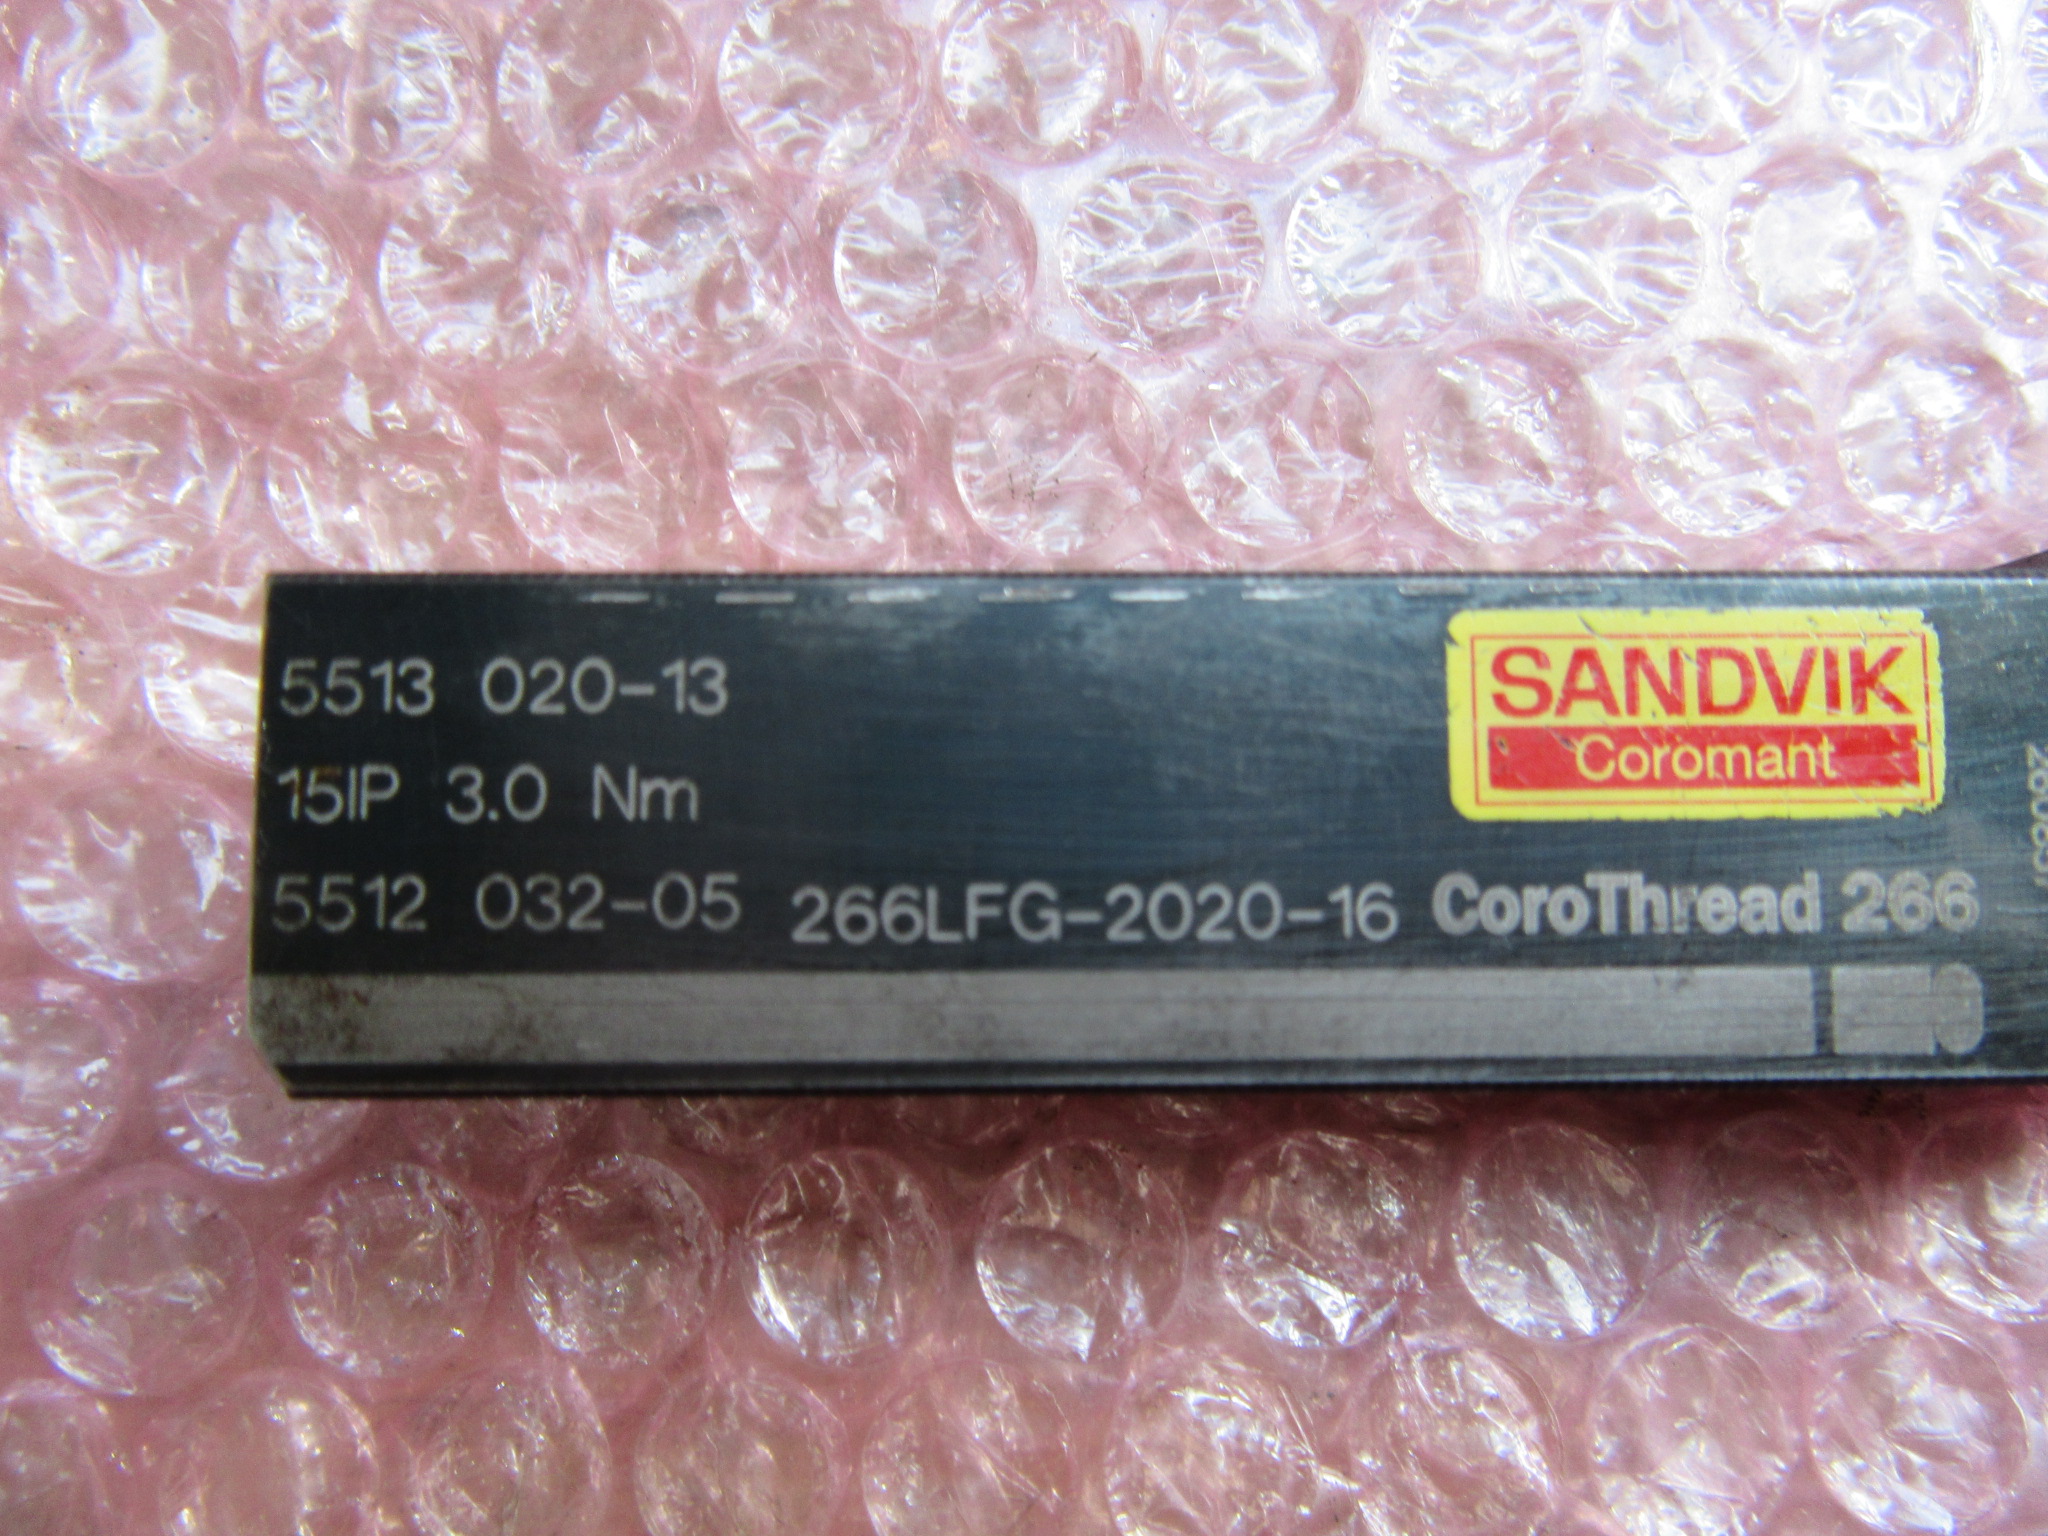 5513 020-13
15IP 3.0 Nm
5512 032-05
266LFG-2020-16
SANDVIK
Coromant
CoroThread 266